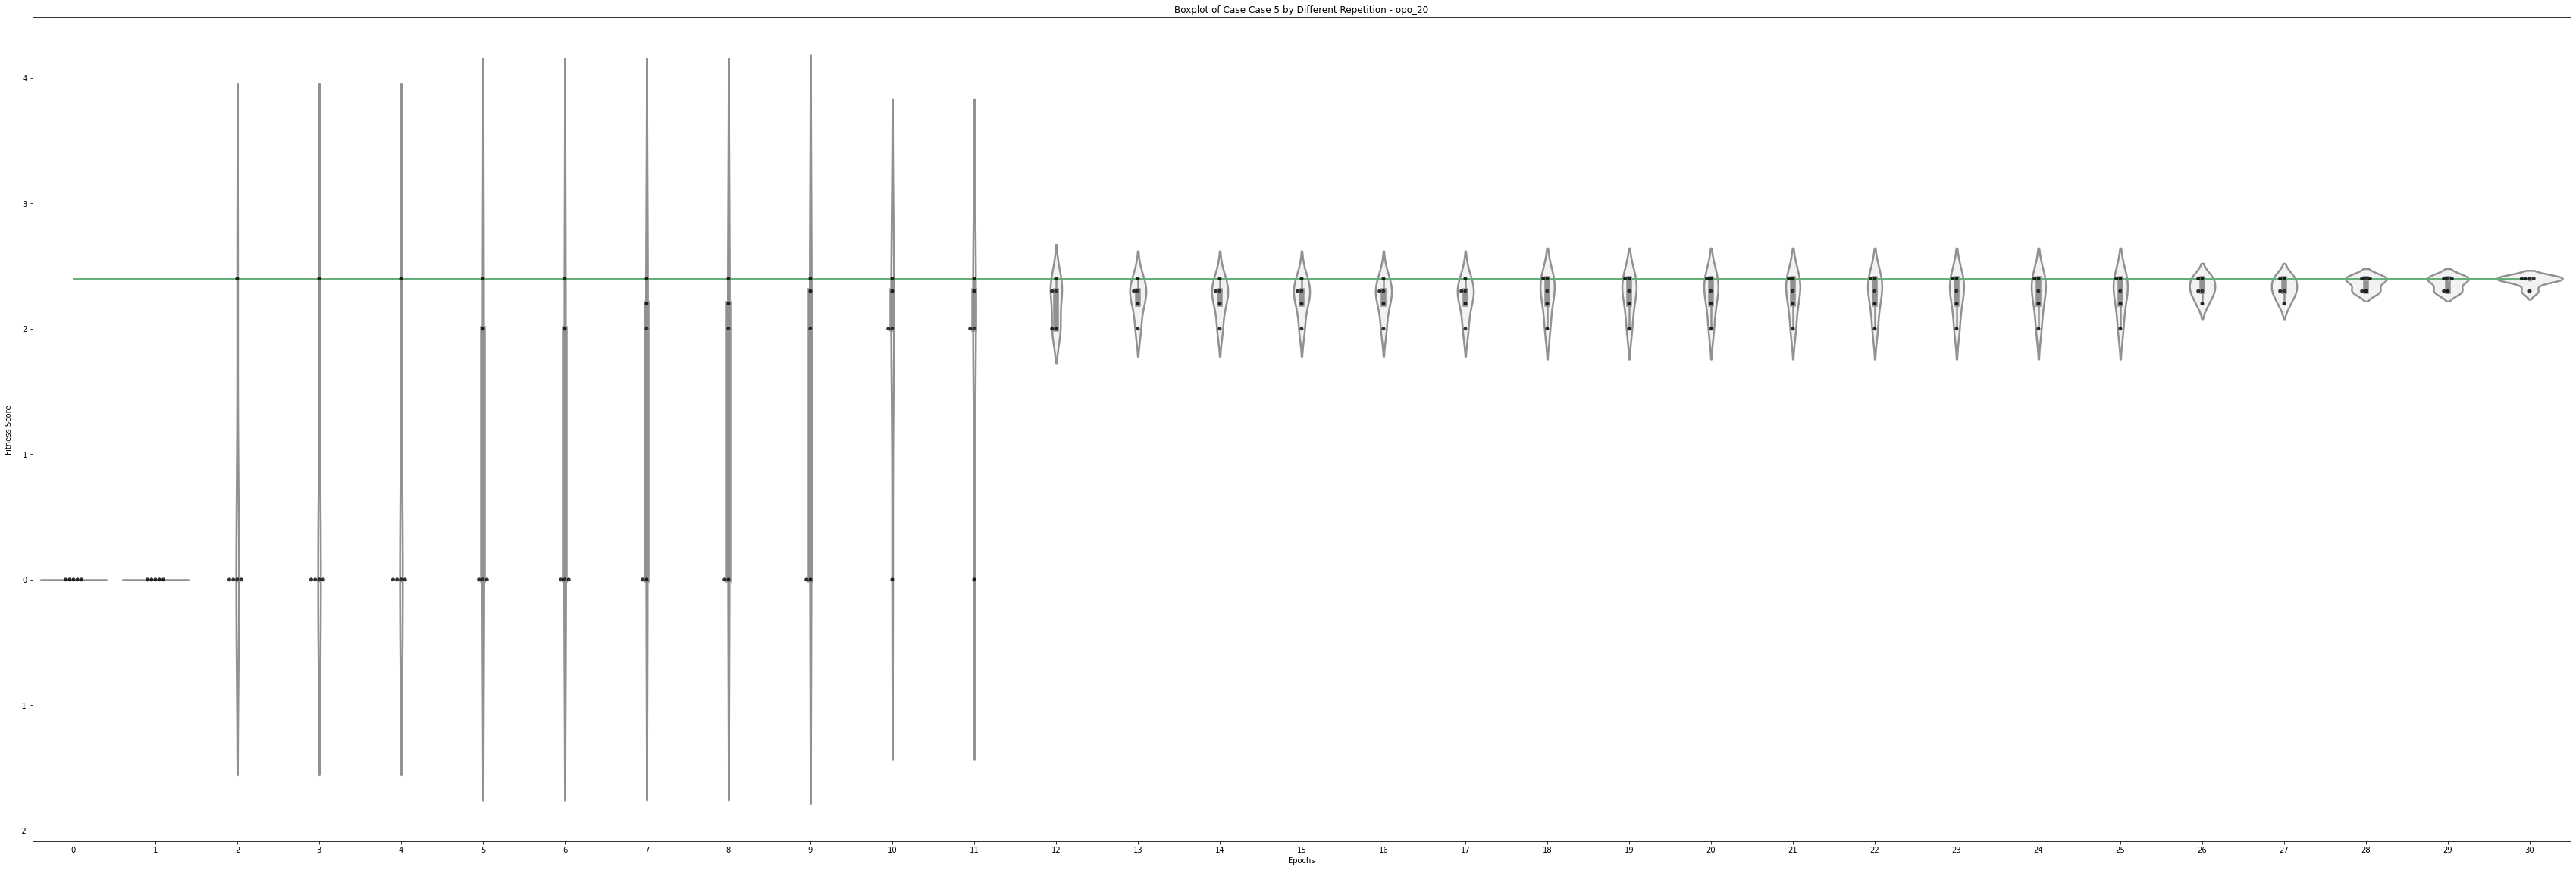 Boxplot of Case Case 5 by Different Repetition - opo_20
Fitness Score
4
3
2
1
0
−1
−2
0 1 2 3 4 5 6 7 8 9 10 11 12 13 14 15 16 17 18 19 20 21 22 23 24 25 26 27 28 29 30
Epochs